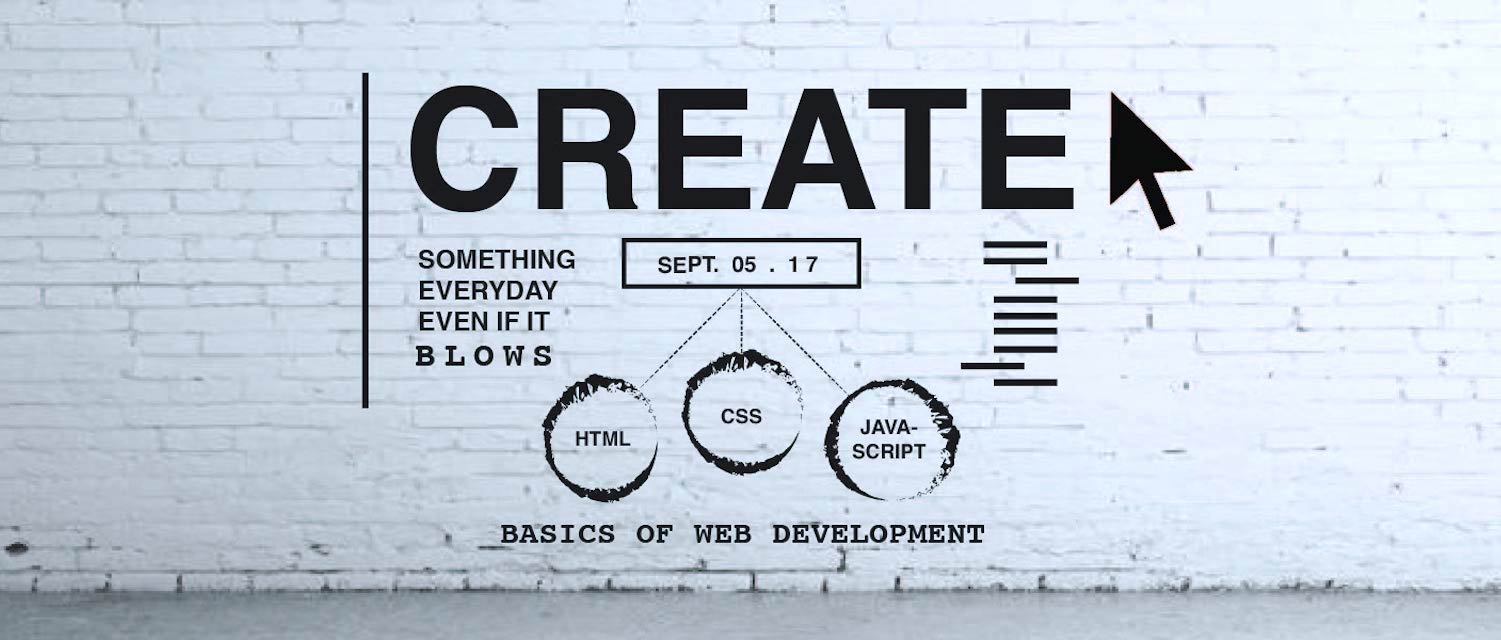 CREATE
SOMETHING
EVERYDAY
EVEN IF IT
BLOWS
SEPT. 05 . 17
HTML
CSS
JAVA-
SCRIPT
BASICS OF WEB DEVELOPMENT